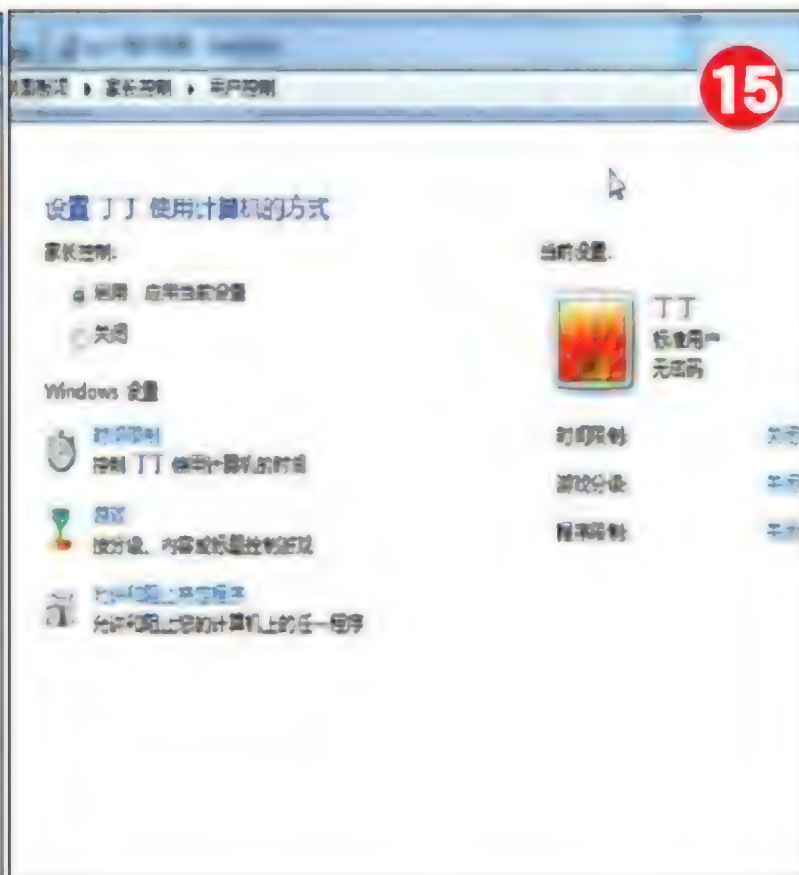 15
家长控制 ▸ 用户控制
设置 丁丁 使用计算机的方式
家长控制:
启用，应用当前设置
关闭
Windows 设置
时间限制
控制 丁丁 使用计算机的时间
游戏
按分级、内容或标题控制游戏
允许和阻止特定程序
允许和阻止您的计算机上的任一程序
当前设置:
丁丁
标准用户
无密码
时间限制: 关闭
游戏分级: 关闭
程序限制: 关闭